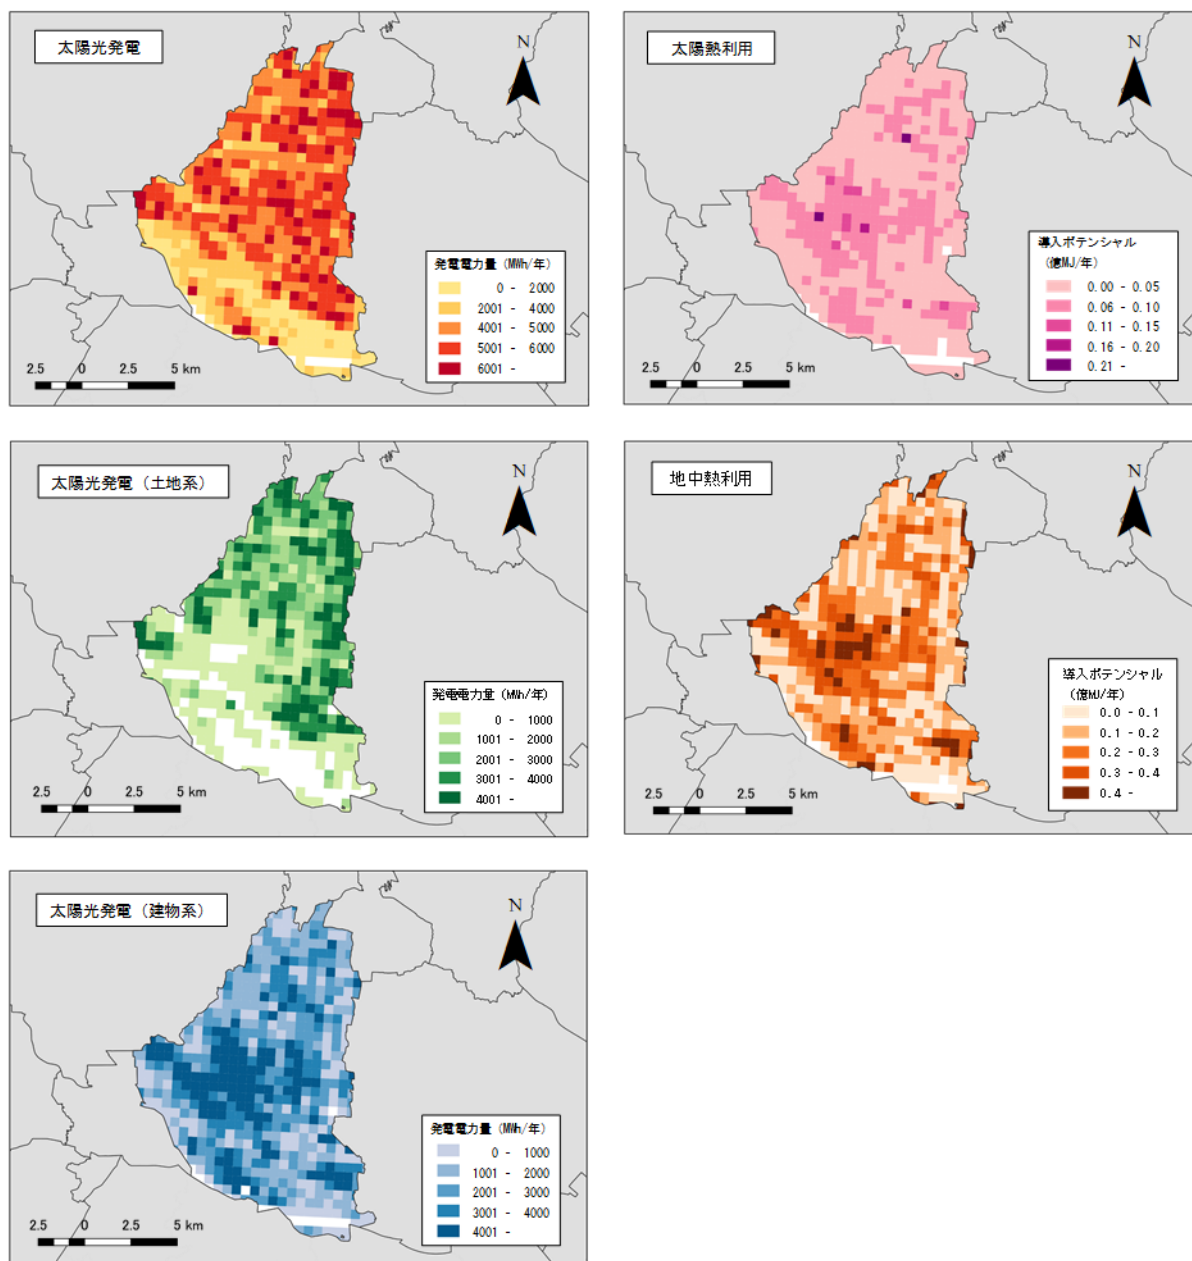 太陽光発電
N
発電電力量 (MWh/年)
0 - 2000
2001 - 4000
4001 - 5000
5001 - 6000
6001 -
2.5 0 2.5 5 km
太陽熱利用
N
導入ポテンシャル
(億MJ/年)
0.00 - 0.05
0.06 - 0.10
0.11 - 0.15
0.16 - 0.20
0.21 -
2.5 0 2.5 5 km
太陽光発電（土地系）
N
発電電力量 (MWh/年)
0 - 1000
1001 - 2000
2001 - 3000
3001 - 4000
4001 -
2.5 0 2.5 5 km
地中熱利用
N
導入ポテンシャル
(億MJ/年)
0.0 - 0.1
0.1 - 0.2
0.2 - 0.3
0.3 - 0.4
0.4 -
2.5 0 2.5 5 km
太陽光発電（建物系）
N
発電電力量 (MWh/年)
0 - 1000
1001 - 2000
2001 - 3000
3001 - 4000
4001 -
2.5 0 2.5 5 km